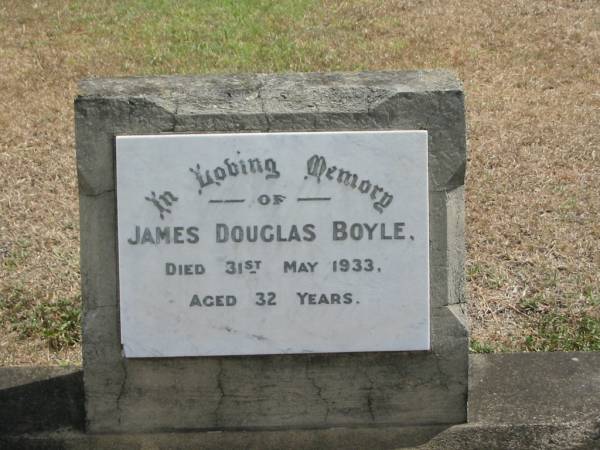 In Loving Memory
— OF —
JAMES DOUGLAS BOYLE,
DIED 31ST MAY 1933,
AGED 32 YEARS.